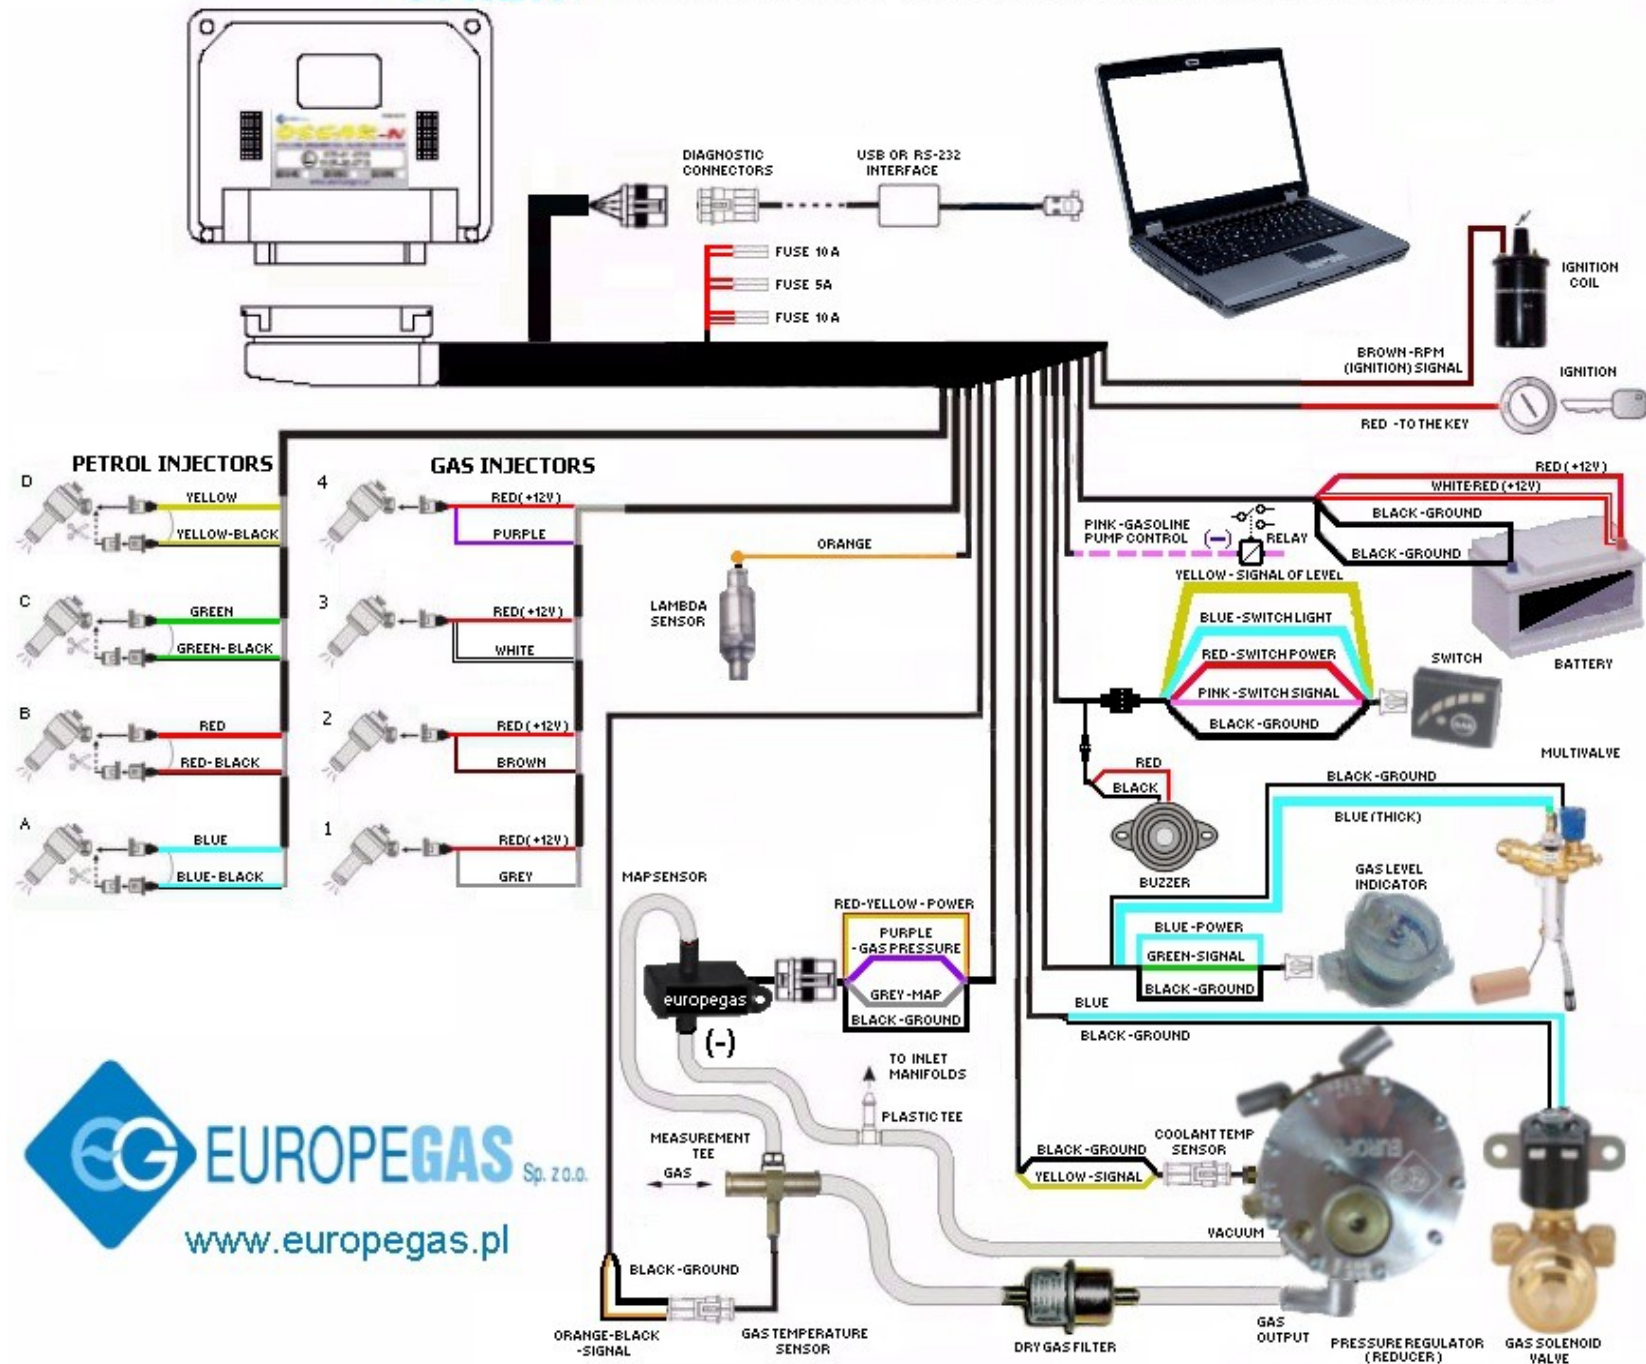 OSCAR-N
DIAGNOSTIC
CONNECTORS
USB OR RS-232
INTERFACE
FUSE 10A
FUSE 5A
FUSE 10A
IGNITION
COIL
BROWN-RPM
(IGNITION) SIGNAL
IGNITION
RED -TO THE KEY
PETROL INJECTORS
D
YELLOW
YELLOW-BLACK
C
GREEN
GREEN-BLACK
B
RED
RED-BLACK
A
BLUE
BLUE-BLACK
GAS INJECTORS
4
RED(+12V)
PURPLE
3
RED(+12V)
WHITE
2
RED(+12V)
BROWN
1
RED(+12V)
GREY
ORANGE
LAMBDA
SENSOR
RED(+12V)
WHITE-RED(+12V)
BLACK-GROUND
BLACK-GROUND
BATTERY
PINK-GASOLINE
PUMP CONTROL
(-)
RELAY
YELLOW-SIGNAL OF LEVEL
BLUE-SWITCH LIGHT
RED-SWITCH POWER
PINK-SWITCH SIGNAL
BLACK-GROUND
SWITCH
GAS
RED
BLACK
BUZZER
MULTIVALVE
BLACK-GROUND
BLUE(THICK)
GAS LEVEL
INDICATOR
BLUE-POWER
GREEN-SIGNAL
BLACK-GROUND
BLUE
BLACK-GROUND
MAP SENSOR
RED-YELLOW-POWER
PURPLE
-GAS PRESSURE
GREY-MAP
BLACK-GROUND
europegas
(-)
TO INLET
MANIFOLDS
PLASTIC TEE
MEASUREMENT
TEE
GAS
BLACK-GROUND
YELLOW-SIGNAL
COOLANT TEMP
SENSOR
VACUUM
BLACK-GROUND
ORANGE-BLACK
-SIGNAL
GAS TEMPERATURE
SENSOR
DRY GAS FILTER
GAS
OUTPUT
PRESSURE REGULATOR
(REDUCER)
GAS SOLENOID
VALVE
EG EUROPEGAS Sp. z o.o.
www.europegas.pl